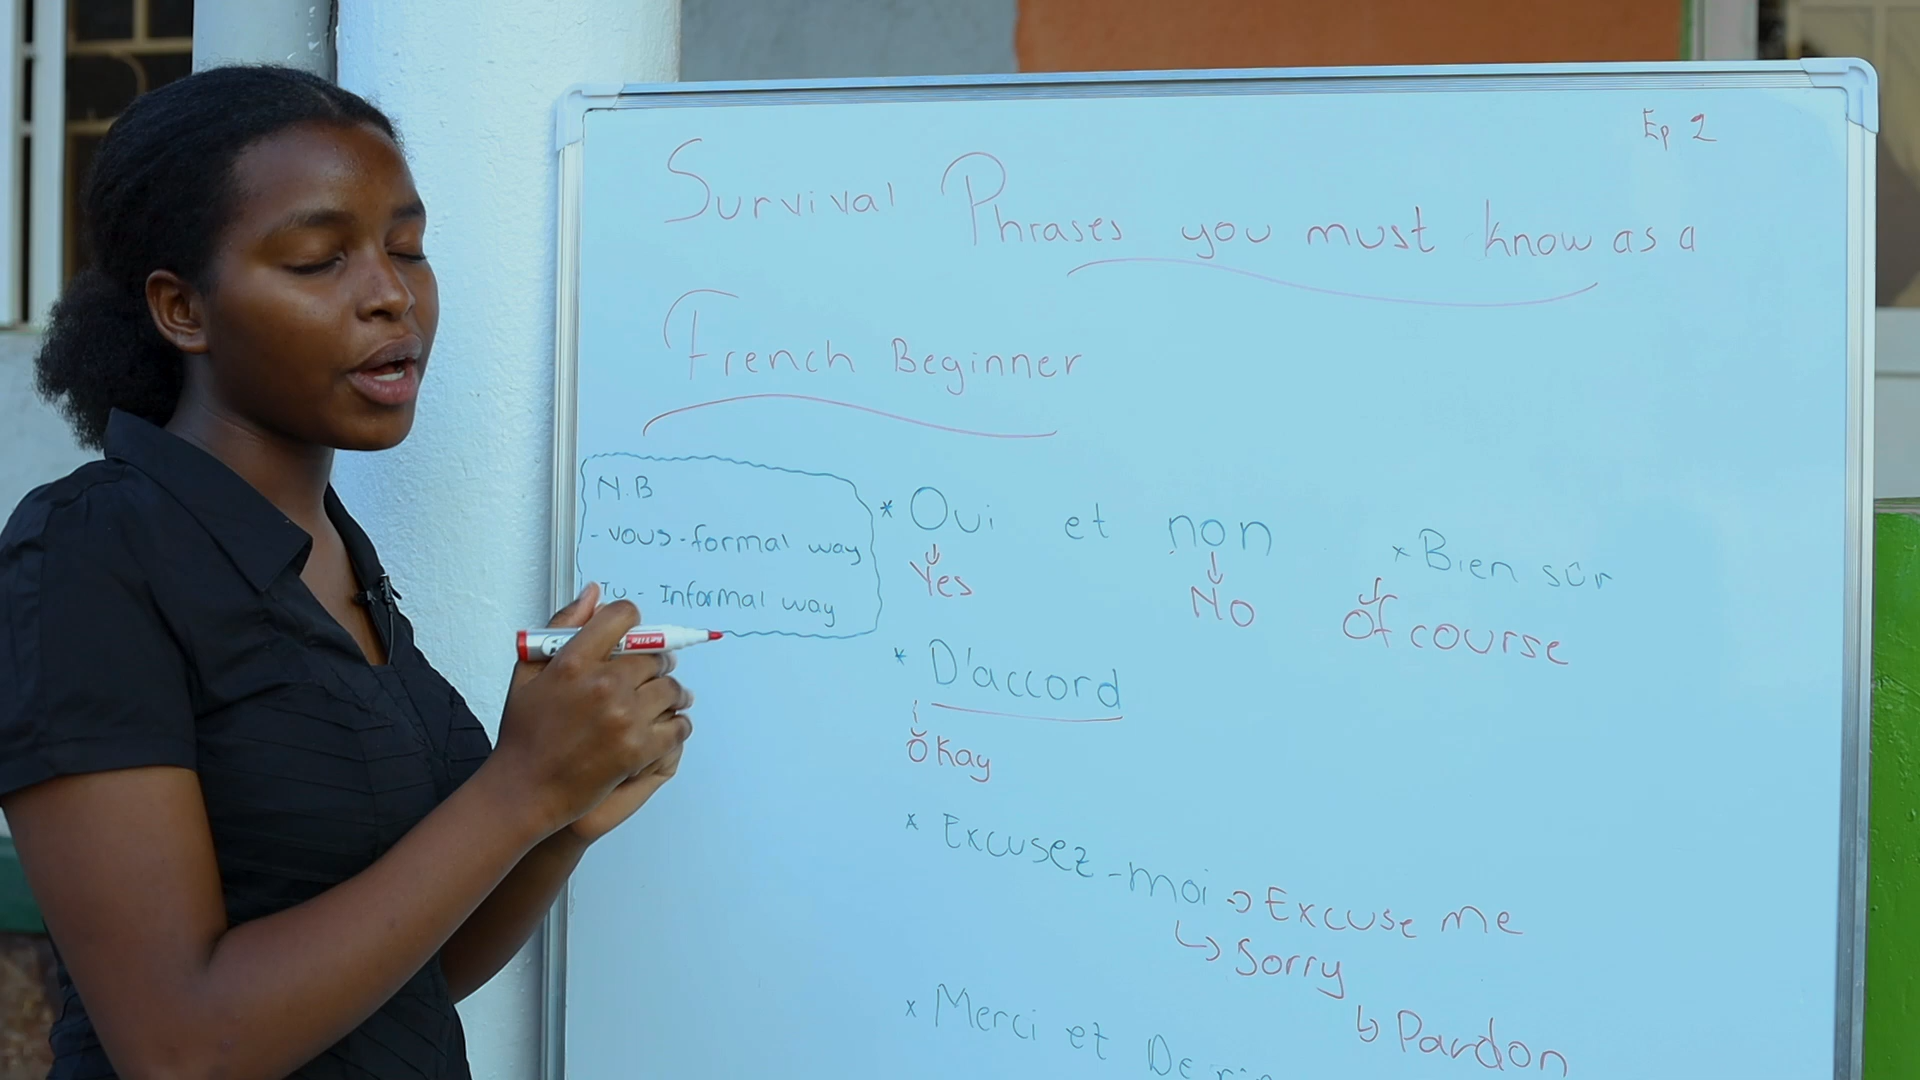 Ep 2
Survival Phrases you must know as a
French Beginner
N.B
- vous - formal way
Tu - Informal way
* Oui et non
Yes No
* Bien sûr
Of course
* D'accord
Okay
* Excusez-moi → Excuse me
↳ Sorry
↳ Pardon
* Merci et De rien